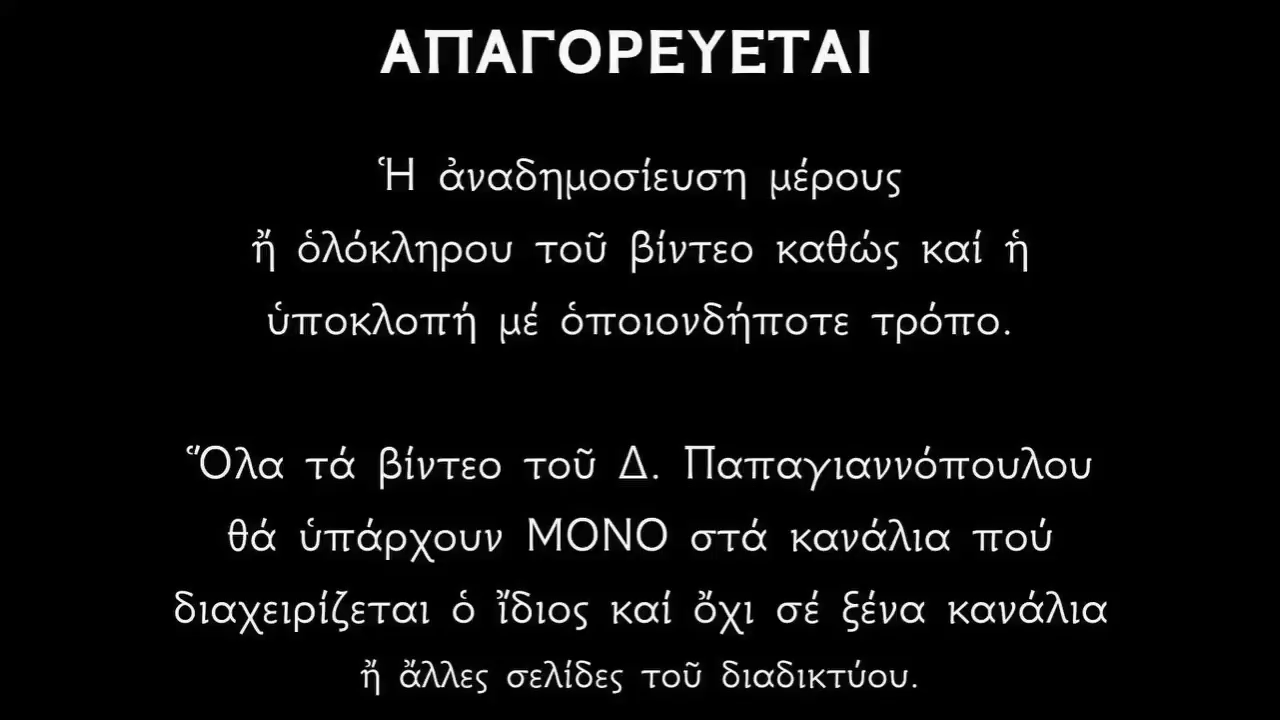 ΑΠΑΓΟΡΕΥΕΤΑΙ
Ἡ ἀναδημοσίευση μέρους
ἤ ὁλόκληρου τοῦ βίντεο καθώς καί ἡ
ὑποκλοπή μέ ὁποιονδήποτε τρόπο.
Ὅλα τά βίντεο τοῦ Δ. Παπαγιαννόπουλου
θά ὑπάρχουν ΜΟΝΟ στά κανάλια πού
διαχειρίζεται ὁ ἴδιος καί ὄχι σέ ξένα κανάλια
ἤ ἄλλες σελίδες τοῦ διαδικτύου.